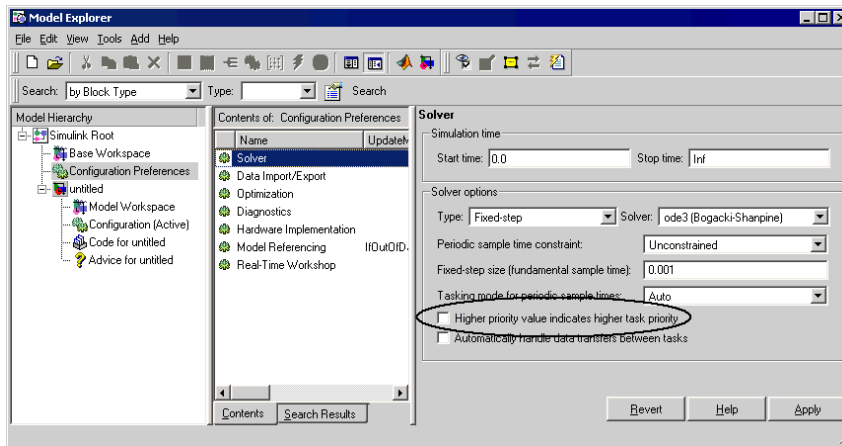 Model Explorer
File Edit View Tools Add Help
Search: by Block Type Type: Search
Model Hierarchy
Simulink Root
Base Workspace
Configuration Preferences
untitled
Model Workspace
Configuration (Active)
Code for untitled
Advice for untitled
Contents of: Configuration Preferences
Name UpdateM
Solver
Data Import/Export
Optimization
Diagnostics
Hardware Implementation
Model Referencing IfOutOfD.
Real-Time Workshop
Contents Search Results
Solver
Simulation time
Start time: 0.0 Stop time: Inf
Solver options
Type: Fixed-step Solver: ode3 (Bogacki-Shampine)
Periodic sample time constraint: Unconstrained
Fixed-step size (fundamental sample time): 0.001
Tasking mode for periodic sample times: Auto
Higher priority value indicates higher task priority
Automatically handle data transfers between tasks
Revert Help Apply